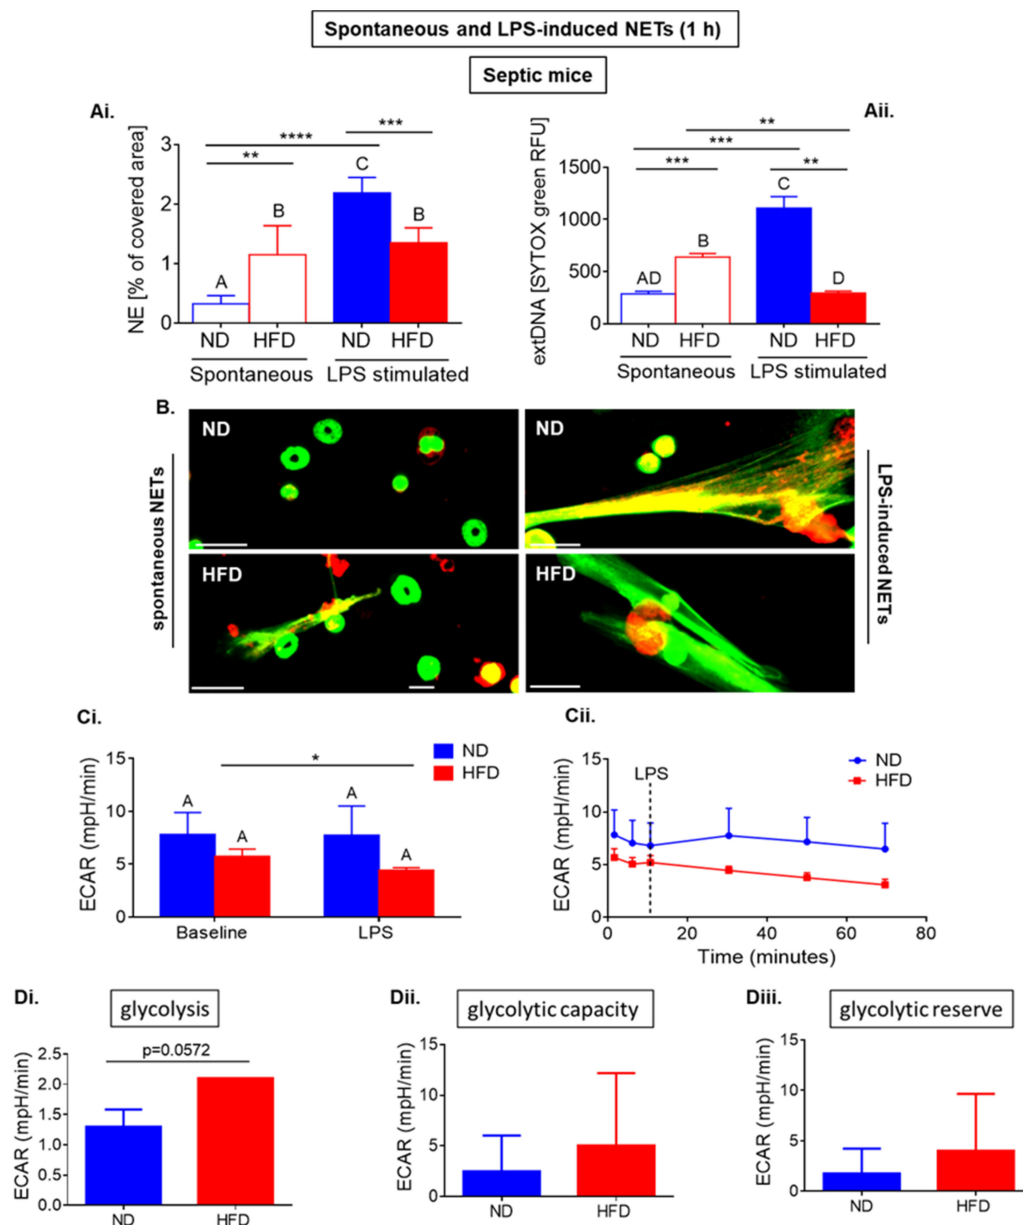 Spontaneous and LPS-induced NETs (1 h)
Septic mice
Ai.
NE [% of covered area]
3
2
1
0
****
**
***
A
B
C
B
ND HFD ND HFD
Spontaneous LPS stimulated
Aii.
extDNA [SYTOX green RFU]
1500
1000
500
0
**
***
***
**
AD
B
C
D
ND HFD ND HFD
Spontaneous LPS stimulated
B.
spontaneous NETs
ND
ND
HFD
HFD
LPS-induced NETs
Ci.
ECAR (mpH/min)
15
10
5
0
*
A
A
A
A
ND
HFD
Baseline LPS
Cii.
ECAR (mpH/min)
15
10
5
0
LPS
ND
HFD
0 20 40 60 80
Time (minutes)
Di.
glycolysis
ECAR (mpH/min)
2.5
2.0
1.5
1.0
0.5
0.0
p=0.0572
ND HFD
Dii.
glycolytic capacity
ECAR (mpH/min)
15
10
5
0
ND HFD
Diii.
glycolytic reserve
ECAR (mpH/min)
15
10
5
0
ND HFD